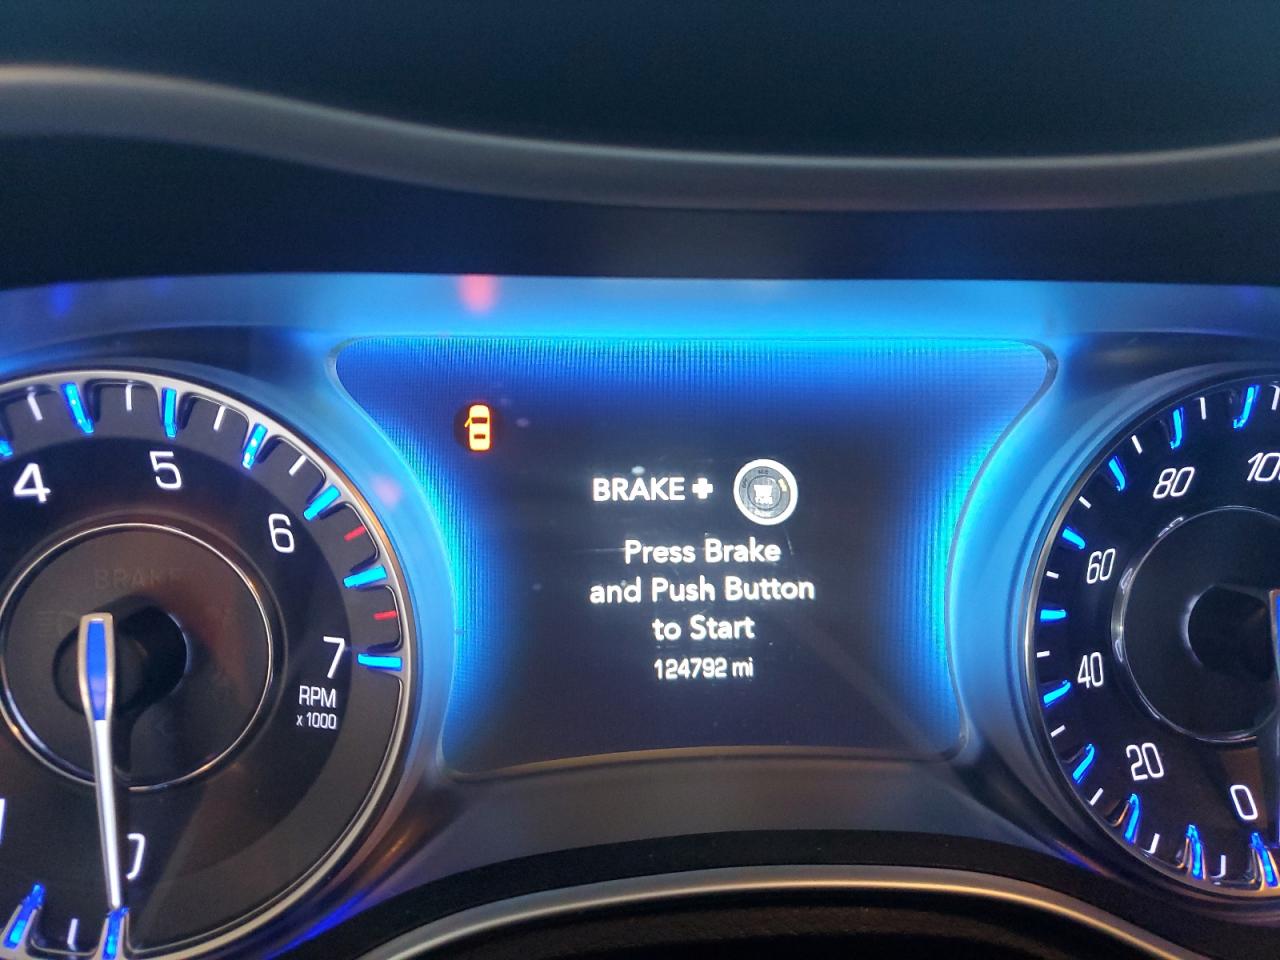 BRAKE +
Press Brake
and Push Button
to Start
124792 mi
BRAKE
4
5
6
7
RPM
x 1000
0
20
40
60
80